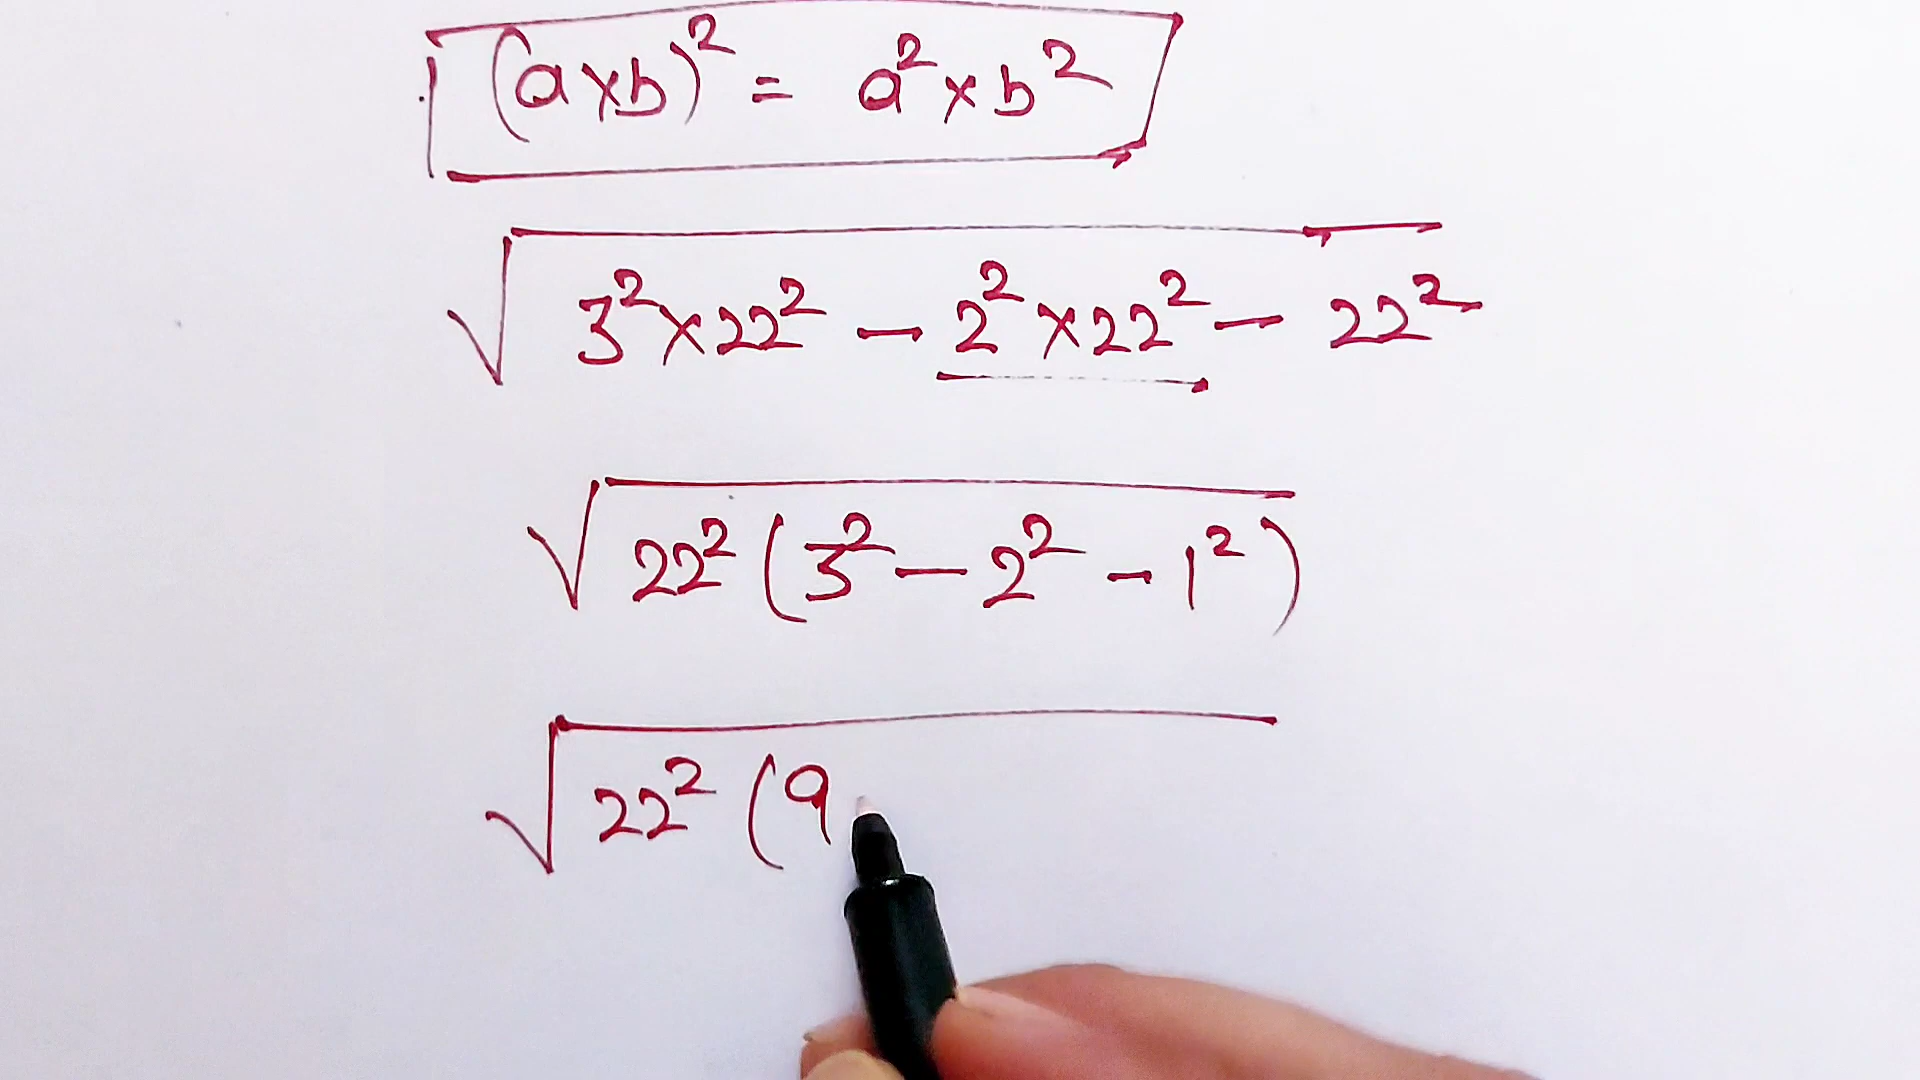 (a×b)² = a²×b²
√3²×22² – 2²×22² – 22²
√22²(3² – 2² – 1²)
√22²(9